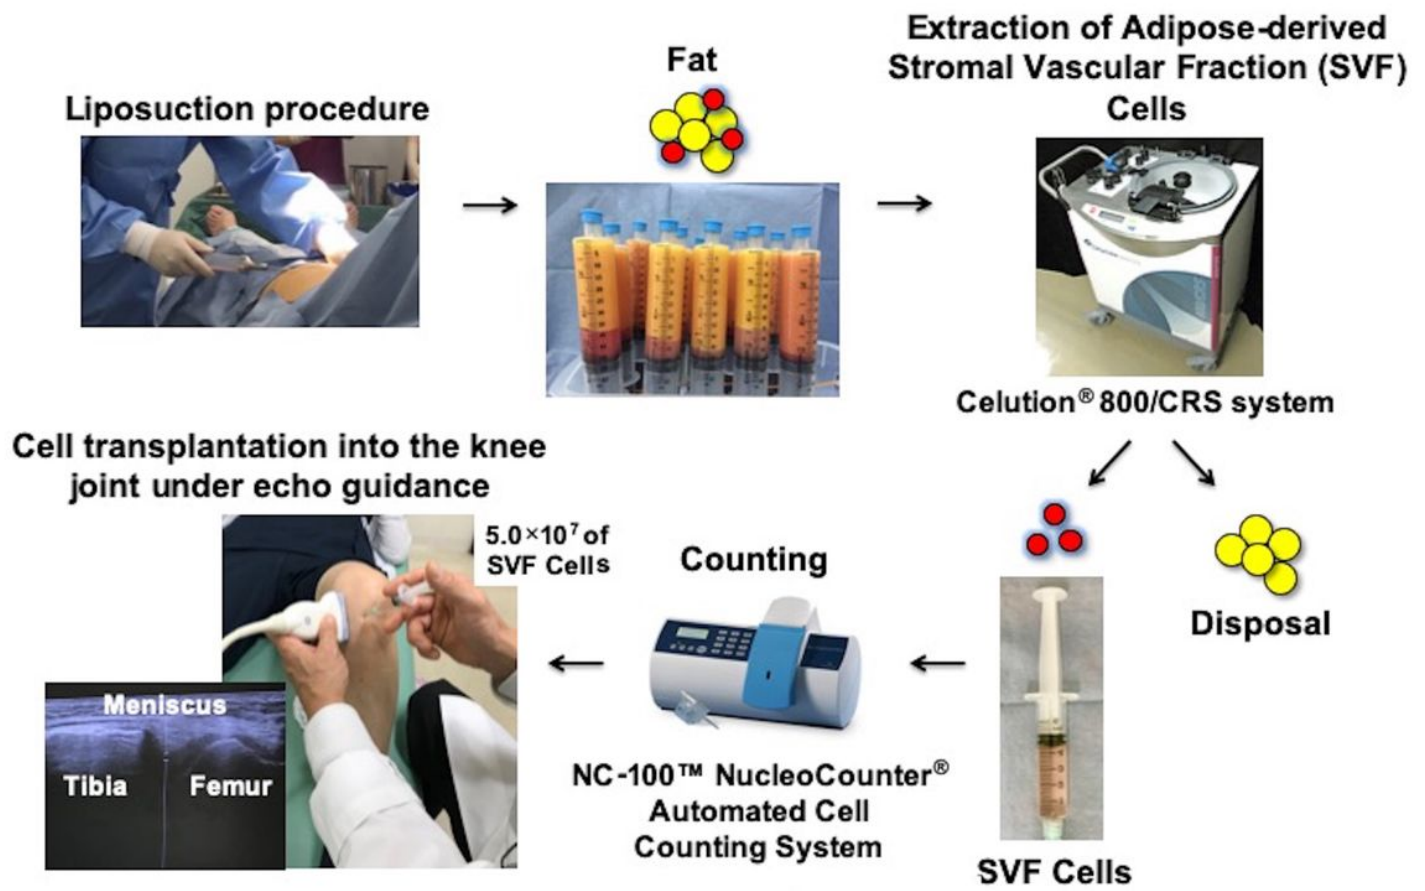 Liposuction procedure
Fat
Extraction of Adipose-derived
Stromal Vascular Fraction (SVF)
Cells
Celution® 800/CRS system
Disposal
SVF Cells
Counting
NC-100™ NucleoCounter®
Automated Cell
Counting System
Cell transplantation into the knee
joint under echo guidance
5.0×10⁷ of
SVF Cells
Meniscus
Tibia
Femur